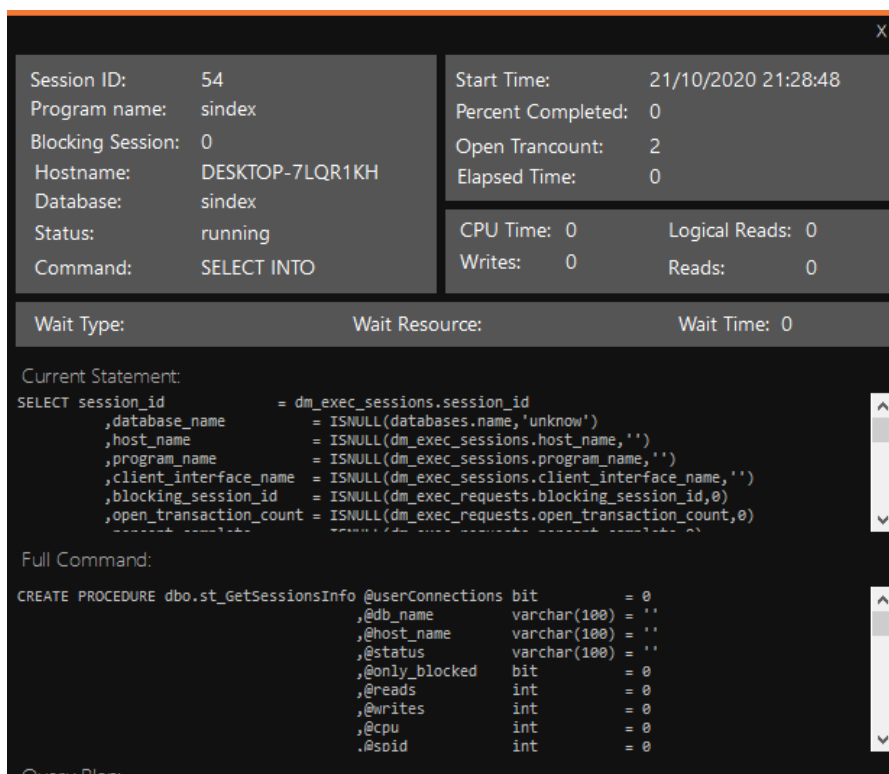 X
Session ID: 54
Program name: sindex
Blocking Session: 0
Hostname: DESKTOP-7LQR1KH
Database: sindex
Status: running
Command: SELECT INTO
Start Time: 21/10/2020 21:28:48
Percent Completed: 0
Open Trancount: 2
Elapsed Time: 0
CPU Time: 0 Logical Reads: 0
Writes: 0 Reads: 0
Wait Type: Wait Resource: Wait Time: 0
Current Statement:
SELECT session_id = dm_exec_sessions.session_id
,database_name = ISNULL(databases.name,'unknow')
,host_name = ISNULL(dm_exec_sessions.host_name,'')
,program_name = ISNULL(dm_exec_sessions.program_name,'')
,client_interface_name = ISNULL(dm_exec_sessions.client_interface_name,'')
,blocking_session_id = ISNULL(dm_exec_requests.blocking_session_id,0)
,open_transaction_count = ISNULL(dm_exec_requests.open_transaction_count,0)
Full Command:
CREATE PROCEDURE dbo.st_GetSessionsInfo @userConnections bit = 0
,@db_name varchar(100) = ''
,@host_name varchar(100) = ''
,@status varchar(100) = ''
,@only_blocked bit = 0
,@reads int = 0
,@writes int = 0
,@cpu int = 0
,@spid int = 0